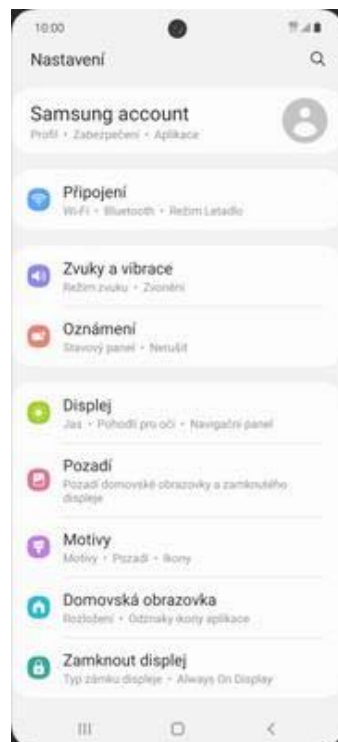 10:00
Nastavení
Samsung account
Profil • Zabezpečení • Aplikace
Připojení
Wi-Fi • Bluetooth • Režim Letadlo
Zvuky a vibrace
Režim zvuku • Zvonění
Oznámení
Stavový panel • Nerušit
Displej
Jas • Pohodlí pro oči • Navigační panel
Pozadí
Pozadí domovské obrazovky a zamknutého
displeje
Motivy
Motivy • Pozadí • Ikony
Domovská obrazovka
Rozložení • Odznaky ikony aplikace
Zamknout displej
Typ zámku displeje • Always On Display